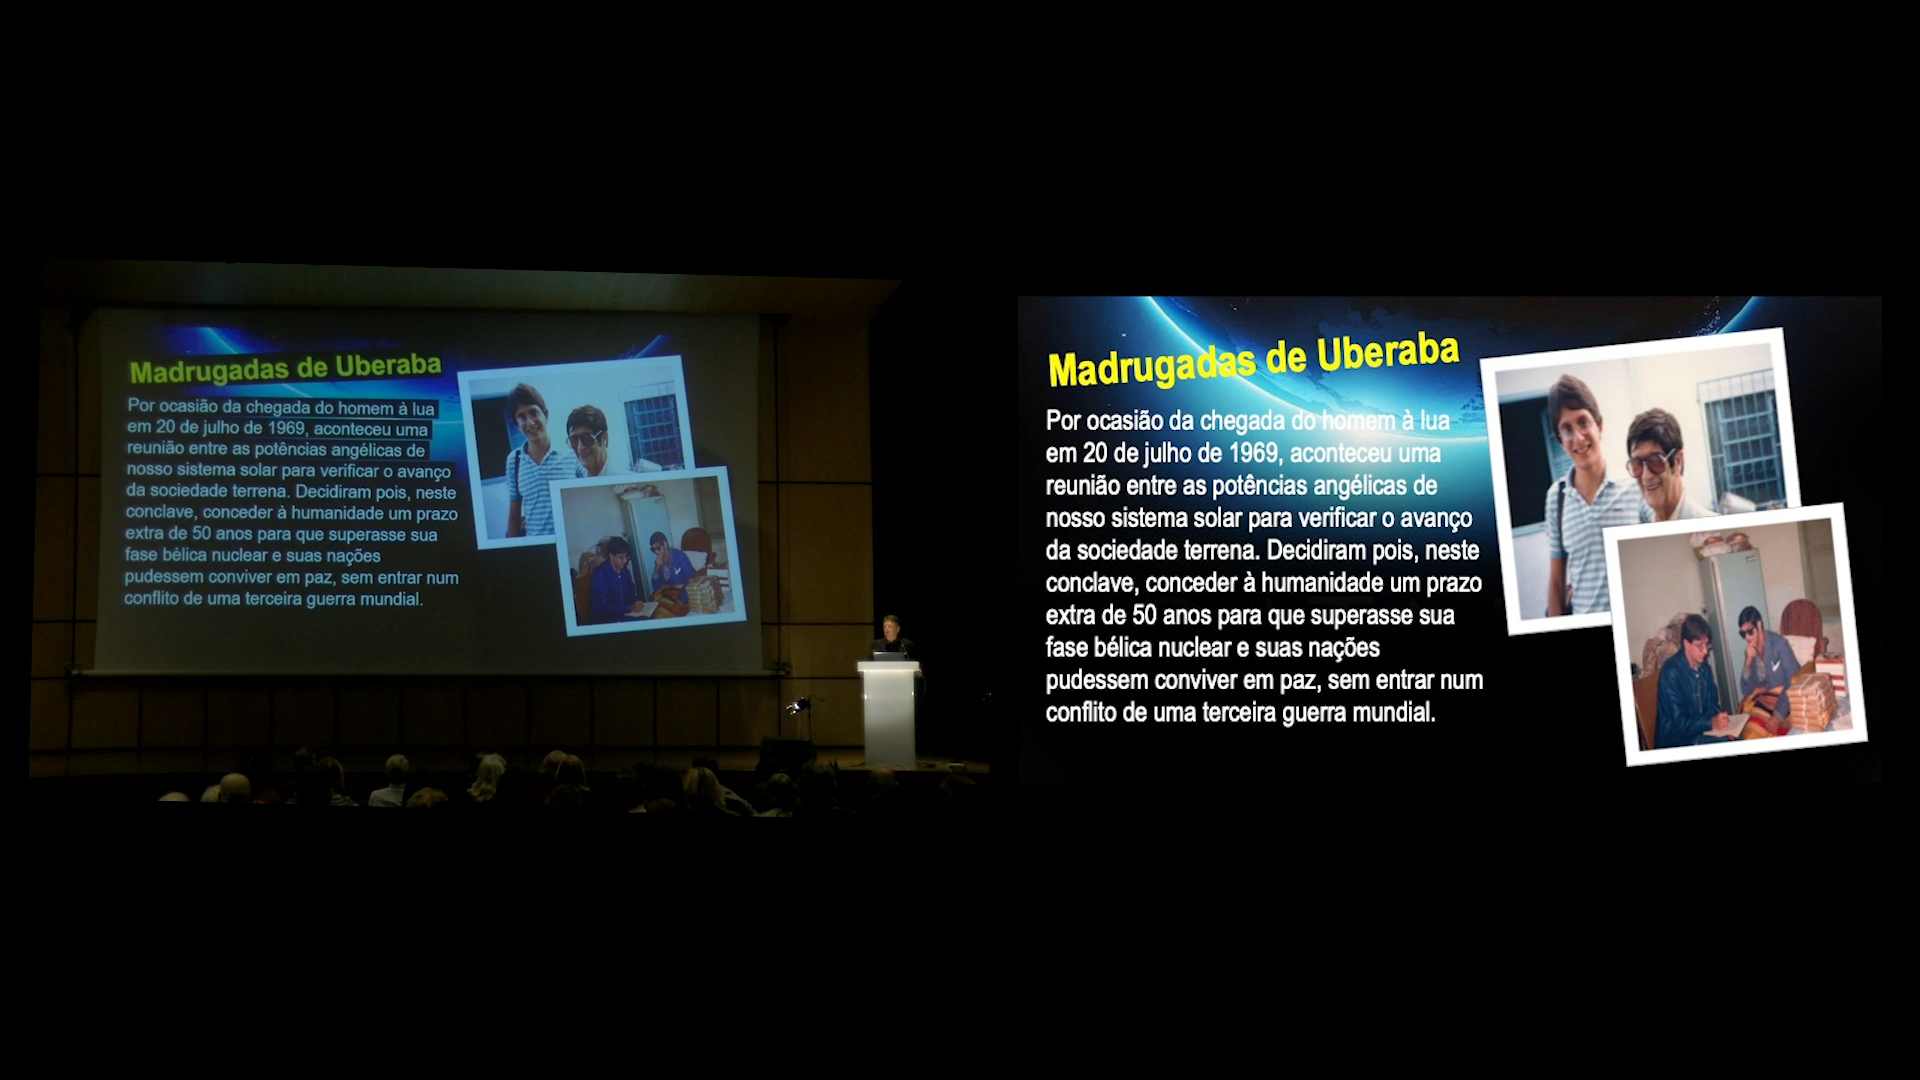 Madrugadas de Uberaba
Por ocasião da chegada do homem à lua
em 20 de julho de 1969, aconteceu uma
reunião entre as potências angélicas de
nosso sistema solar para verificar o avanço
da sociedade terrena. Decidiram pois, neste
conclave, conceder à humanidade um prazo
extra de 50 anos para que superasse sua
fase bélica nuclear e suas nações
pudessem conviver em paz, sem entrar num
conflito de uma terceira guerra mundial.
Madrugadas de Uberaba
Por ocasião da chegada do homem à lua
em 20 de julho de 1969, aconteceu uma
reunião entre as potências angélicas de
nosso sistema solar para verificar o avanço
da sociedade terrena. Decidiram pois, neste
conclave, conceder à humanidade um prazo
extra de 50 anos para que superasse sua
fase bélica nuclear e suas nações
pudessem conviver em paz, sem entrar num
conflito de uma terceira guerra mundial.